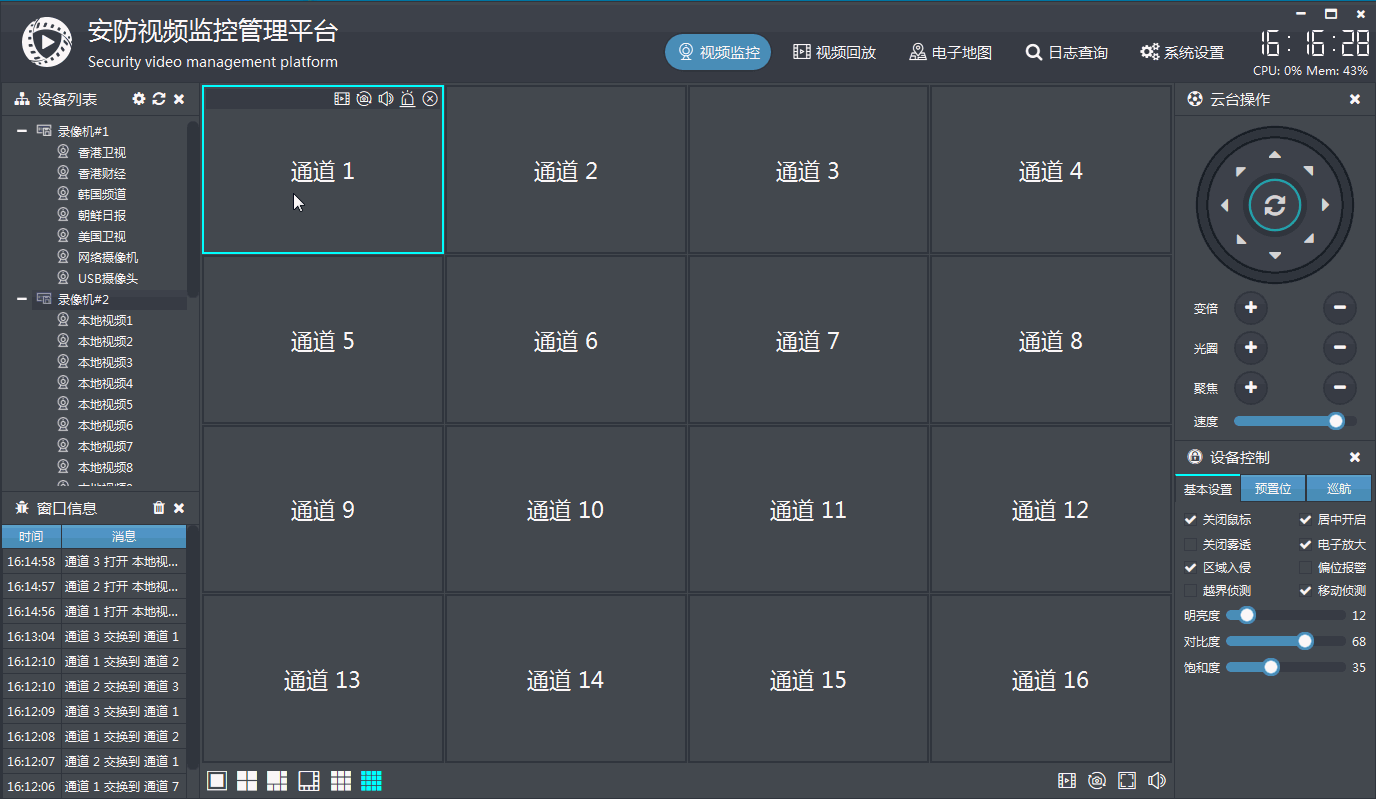 安防视频监控管理平台
Security video management platform
视频监控
视频回放
电子地图
日志查询
系统设置
16:16:28
CPU: 0% Mem: 43%
设备列表
录像机#1
香港卫视
香港财经
韩国频道
朝鲜日报
美国卫视
网络摄像机
USB摄像头
录像机#2
本地视频1
本地视频2
本地视频3
本地视频4
本地视频5
本地视频6
本地视频7
本地视频8
窗口信息
时间 消息
16:14:58 通道 3 打开 本地视...
16:14:57 通道 2 打开 本地视...
16:14:56 通道 1 打开 本地视...
16:13:04 通道 3 交换到 通道 1
16:12:10 通道 1 交换到 通道 2
16:12:10 通道 2 交换到 通道 3
16:12:09 通道 3 交换到 通道 1
16:12:08 通道 1 交换到 通道 2
16:12:07 通道 2 交换到 通道 1
16:12:06 通道 1 交换到 通道 7
通道 1
通道 2
通道 3
通道 4
通道 5
通道 6
通道 7
通道 8
通道 9
通道 10
通道 11
通道 12
通道 13
通道 14
通道 15
通道 16
云台操作
变倍
光圈
聚焦
速度
设备控制
基本设置 预置位 巡航
关闭鼠标 居中开启
关闭雾透 电子放大
区域入侵 偏位报警
越界侦测 移动侦测
明亮度 12
对比度 68
饱和度 35